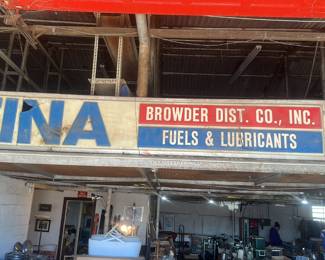 INA
BROWDER DIST. CO., INC.
FUELS & LUBRICANTS